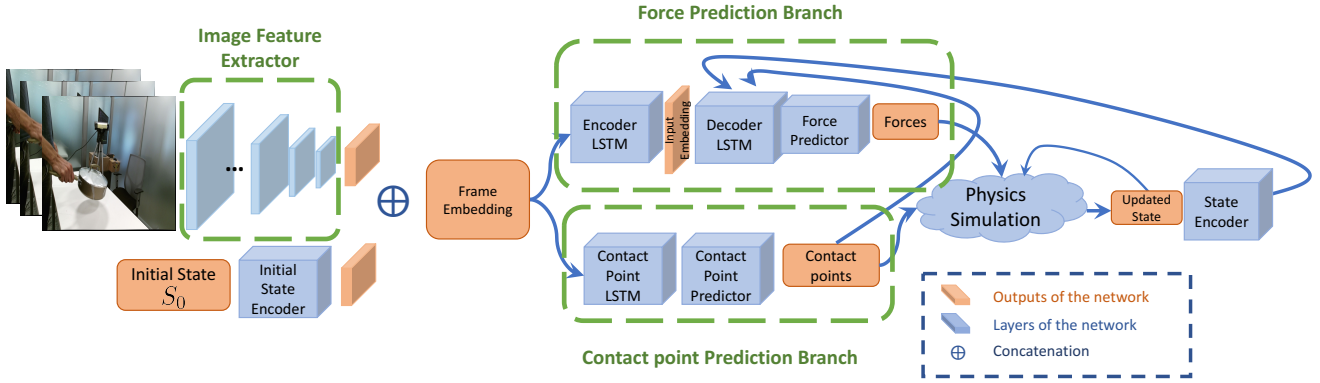 Force Prediction Branch
Image Feature
Extractor
...
Encoder
LSTM
Input
Embedding
Decoder
LSTM
Force
Predictor
Forces
Frame
Embedding
Physics
Simulation
Updated
State
State
Encoder
Initial State
S0
Initial
State
Encoder
Contact
Point
LSTM
Contact
Point
Predictor
Contact
points
Contact point Prediction Branch
Outputs of the network
Layers of the network
⊕ Concatenation